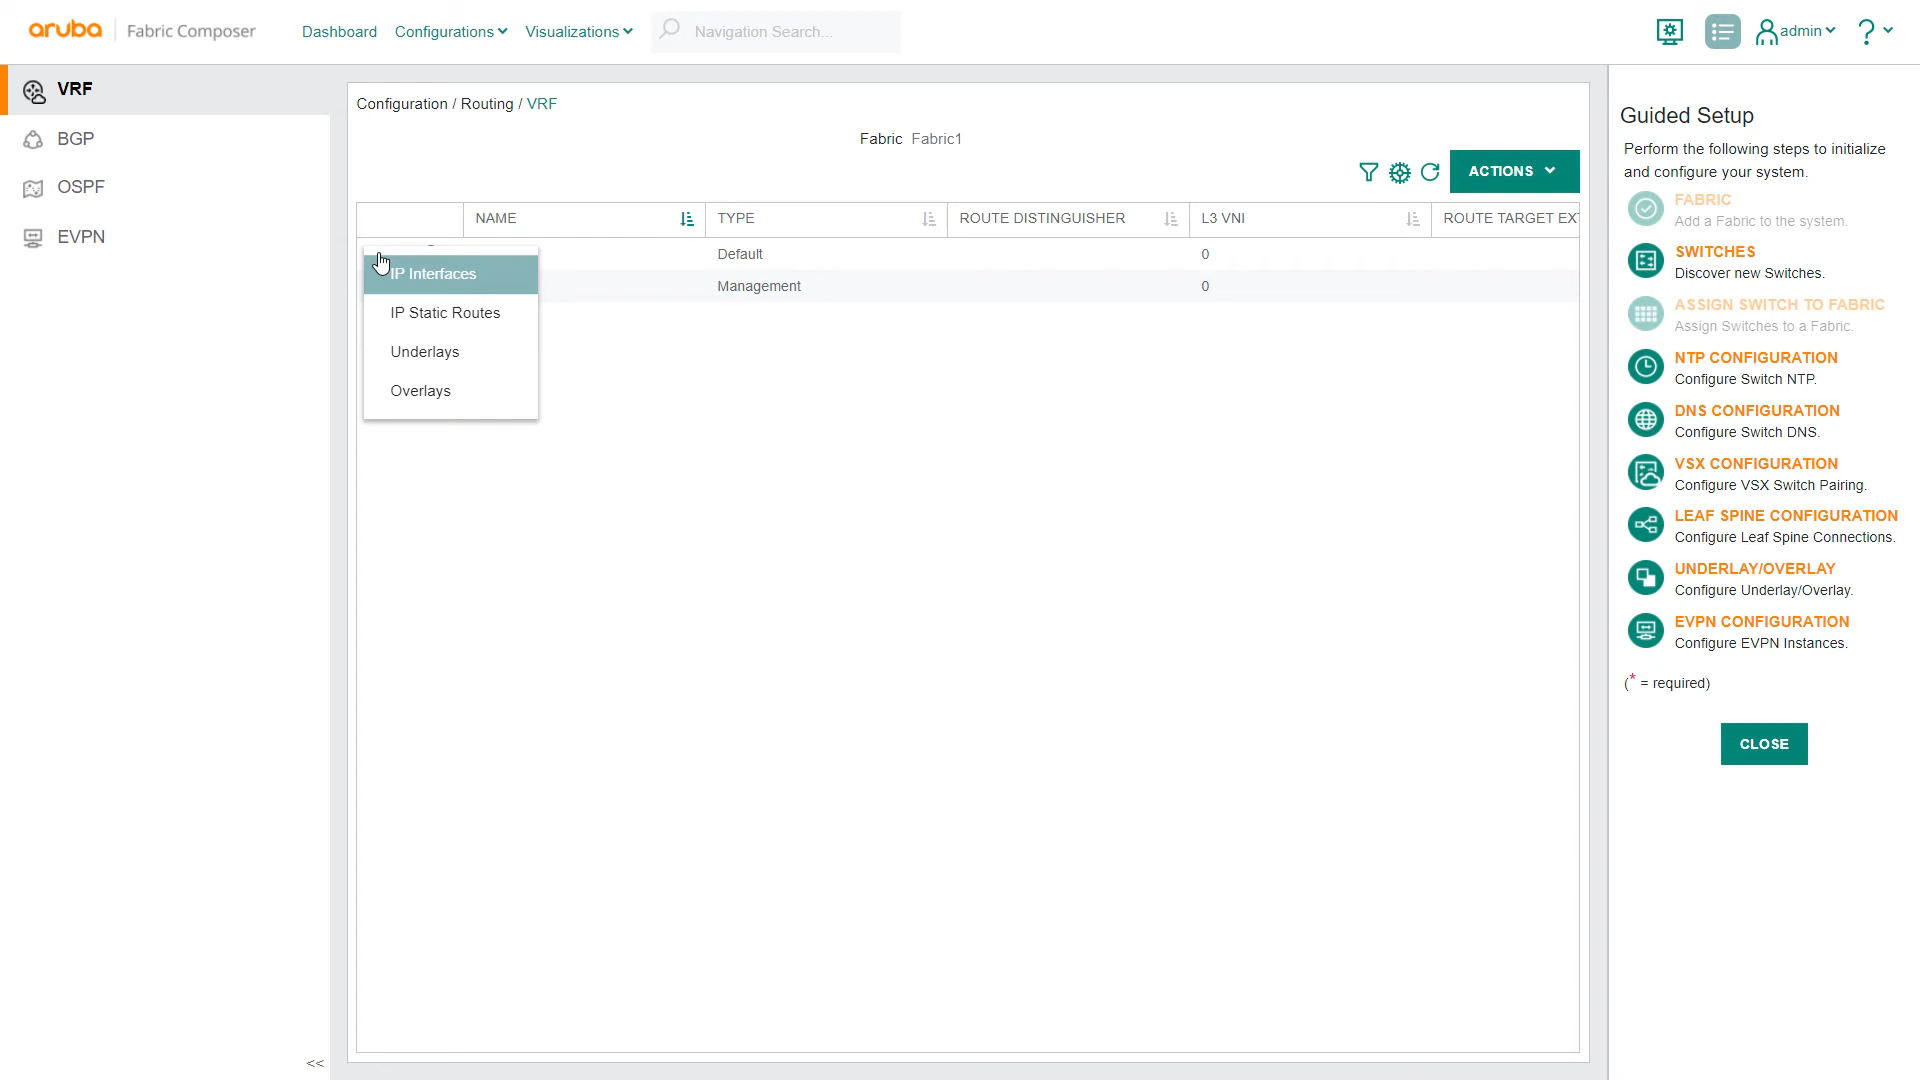 aruba Fabric Composer Dashboard Configurations Visualizations Navigation Search... admin ?
VRF
BGP
OSPF
EVPN
<<
Configuration / Routing / VRF
Fabric Fabric1
ACTIONS
NAME TYPE ROUTE DISTINGUISHER L3 VNI ROUTE TARGET EXT
Default 0
Management 0
IP Interfaces
IP Static Routes
Underlays
Overlays
Guided Setup
Perform the following steps to initialize
and configure your system.
FABRIC
Add a Fabric to the system.
SWITCHES
Discover new Switches.
ASSIGN SWITCH TO FABRIC
Assign Switches to a Fabric.
NTP CONFIGURATION
Configure Switch NTP.
DNS CONFIGURATION
Configure Switch DNS.
VSX CONFIGURATION
Configure VSX Switch Pairing.
LEAF SPINE CONFIGURATION
Configure Leaf Spine Connections.
UNDERLAY/OVERLAY
Configure Underlay/Overlay.
EVPN CONFIGURATION
Configure EVPN Instances.
(* = required)
CLOSE